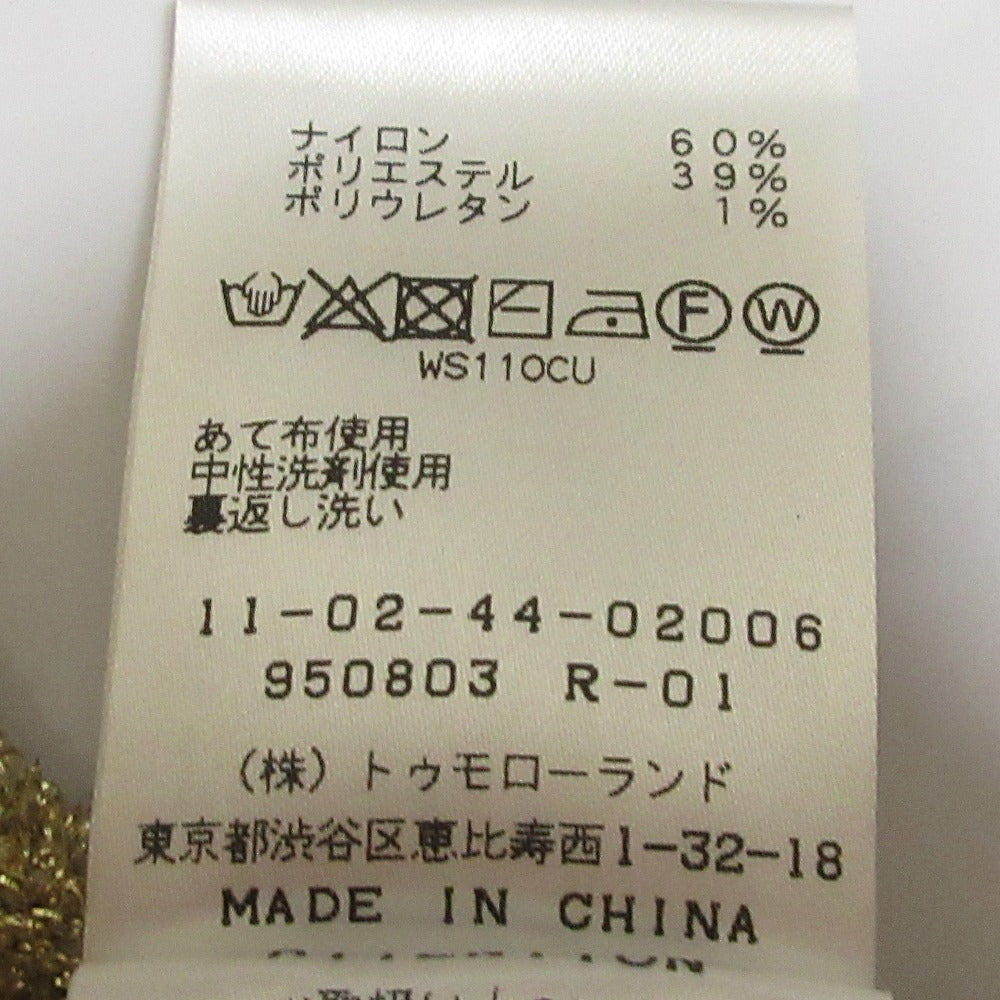 ナイロン 60%
ポリエステル 39%
ポリウレタン 1%
F W
WS110CU
あて布使用
中性洗剤使用
裏返し洗い
11-02-44-02006
950803 R-01
(株)トゥモローランド
東京都渋谷区恵比寿西1-32-18
MADE IN CHINA